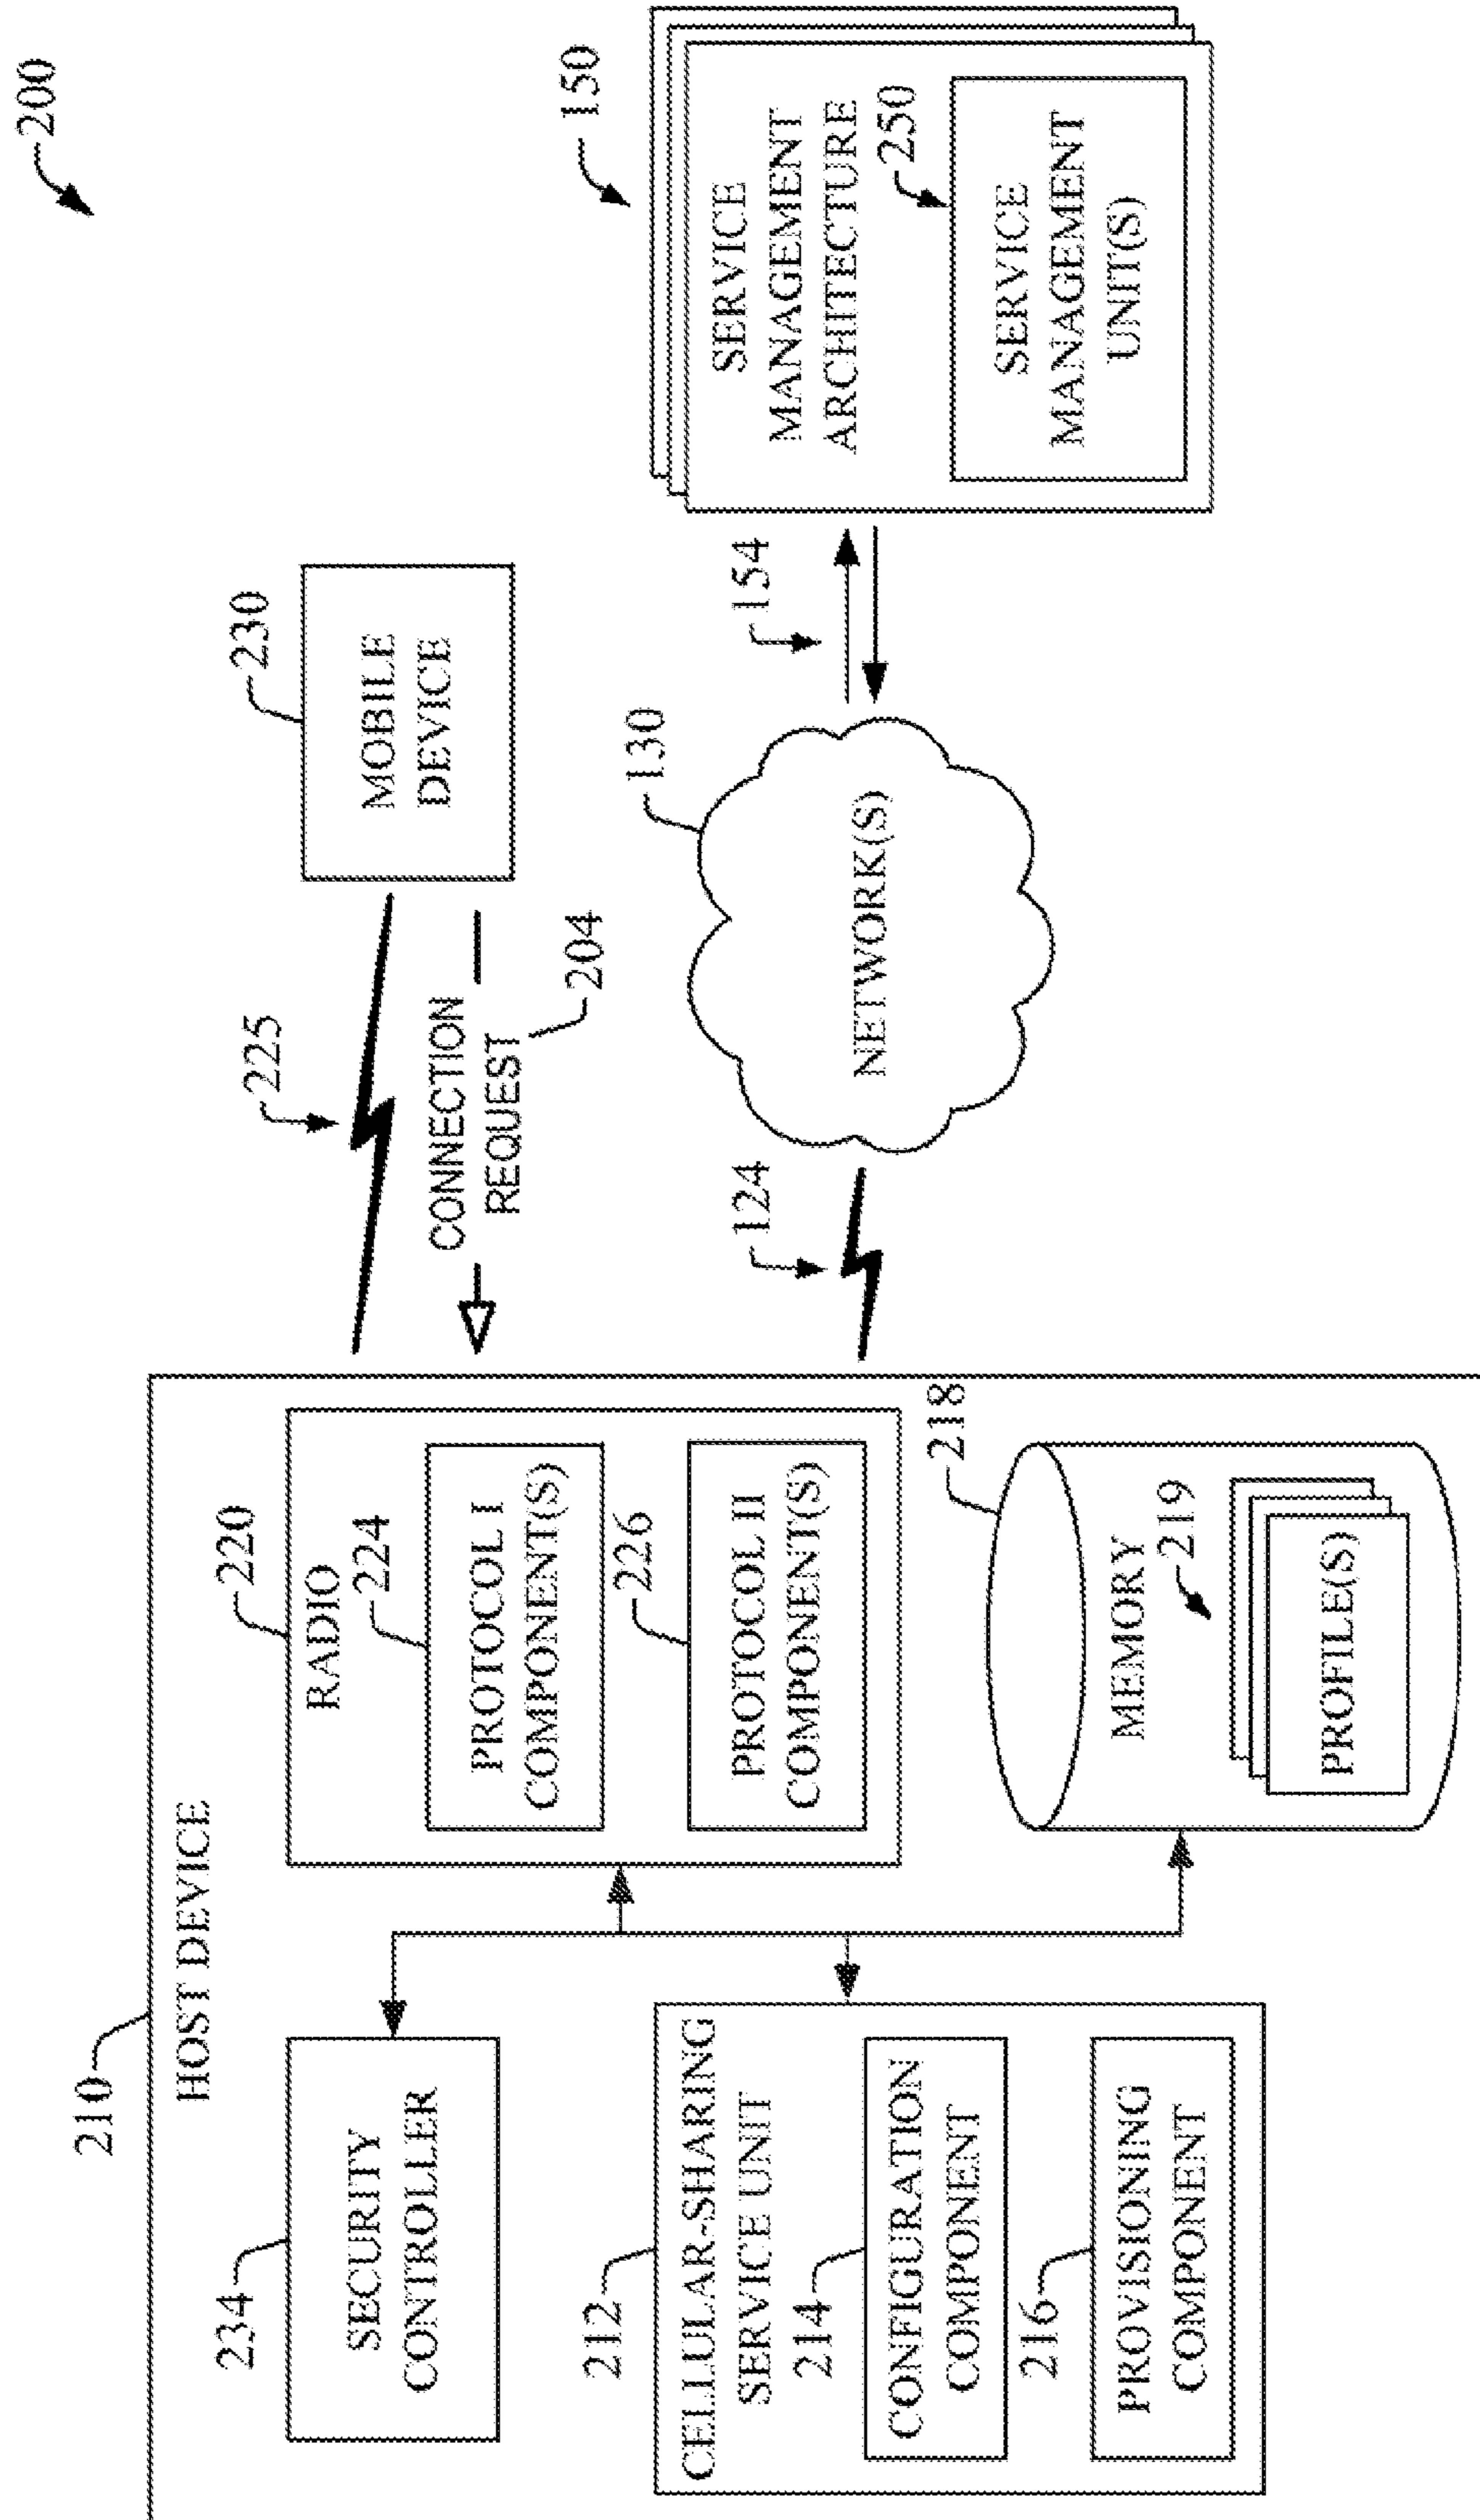 200
210
HOST DEVICE
234
SECURITY
CONTROLLER
220
RADIO
224
PROTOCOL I
COMPONENT(S)
226
PROTOCOL II
COMPONENT(S)
212
CELLULAR-SHARING
SERVICE UNIT
214
CONFIGURATION
COMPONENT
216
PROVISIONING
COMPONENT
218
MEMORY
219
PROFILE(S)
225
CONNECTION
REQUEST
204
230
MOBILE
DEVICE
124
130
NETWORK(S)
154
150
SERVICE
MANAGEMENT
ARCHITECTURE
250
SERVICE
MANAGEMENT
UNIT(S)